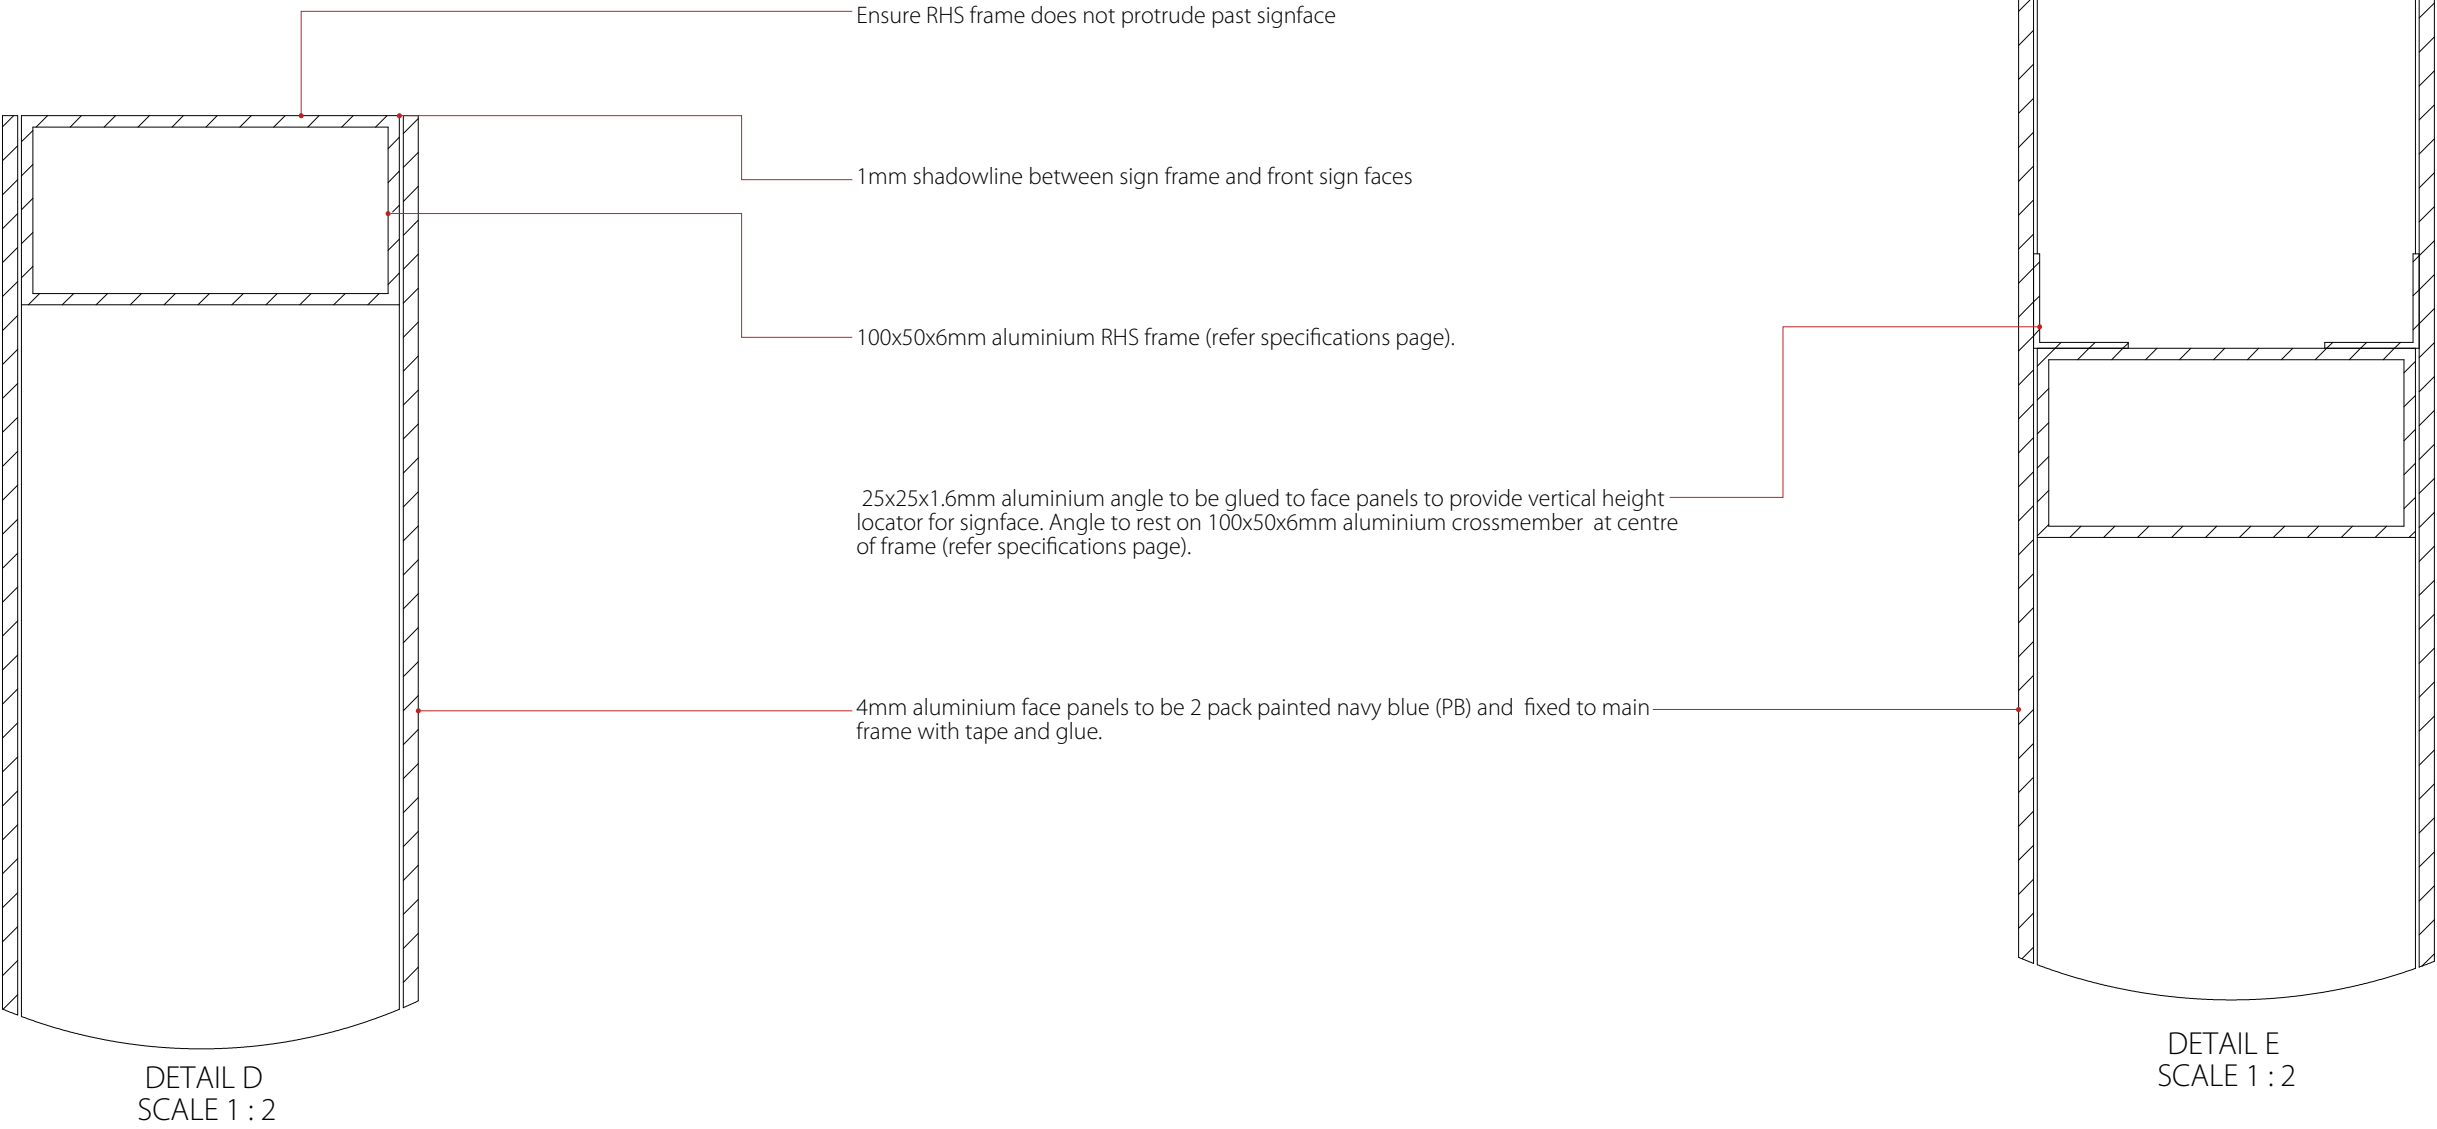 Ensure RHS frame does not protrude past signface
1mm shadowline between sign frame and front sign faces
100x50x6mm aluminium RHS frame (refer specifications page).
25x25x1.6mm aluminium angle to be glued to face panels to provide vertical height
locator for signface. Angle to rest on 100x50x6mm aluminium crossmember at centre
of frame (refer specifications page).
4mm aluminium face panels to be 2 pack painted navy blue (PB) and fixed to main
frame with tape and glue.
DETAIL D
SCALE 1 : 2
DETAIL E
SCALE 1 : 2